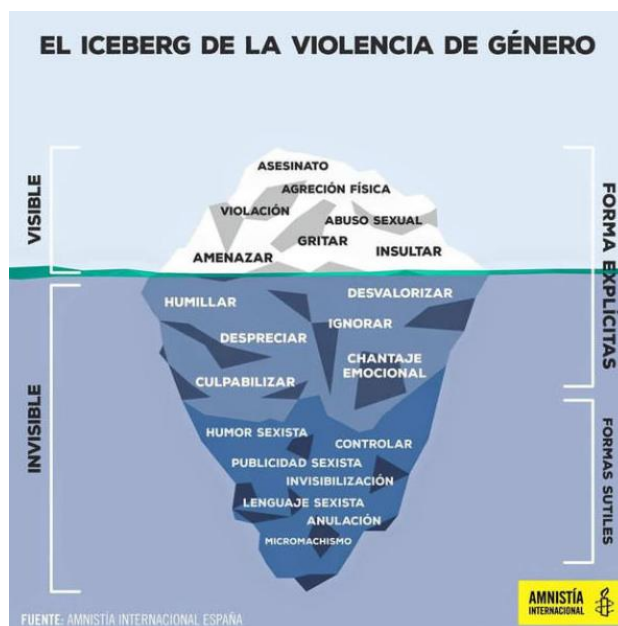 EL ICEBERG DE LA VIOLENCIA DE GÉNERO
VISIBLE
ASESINATO
AGRECIÓN FÍSICA
VIOLACIÓN
ABUSO SEXUAL
GRITAR
AMENAZAR
INSULTAR
FORMA EXPLÍCITAS
INVISIBLE
HUMILLAR
DESVALORIZAR
IGNORAR
DESPRECIAR
CHANTAJE
EMOCIONAL
CULPABILIZAR
HUMOR SEXISTA
CONTROLAR
PUBLICIDAD SEXISTA
INVISIBILIZACIÓN
LENGUAJE SEXISTA
ANULACIÓN
MICROMACHISMO
FORMAS SUTILES
AMNISTÍA
INTERNACIONAL
FUENTE: AMNISTÍA INTERNACIONAL ESPAÑA